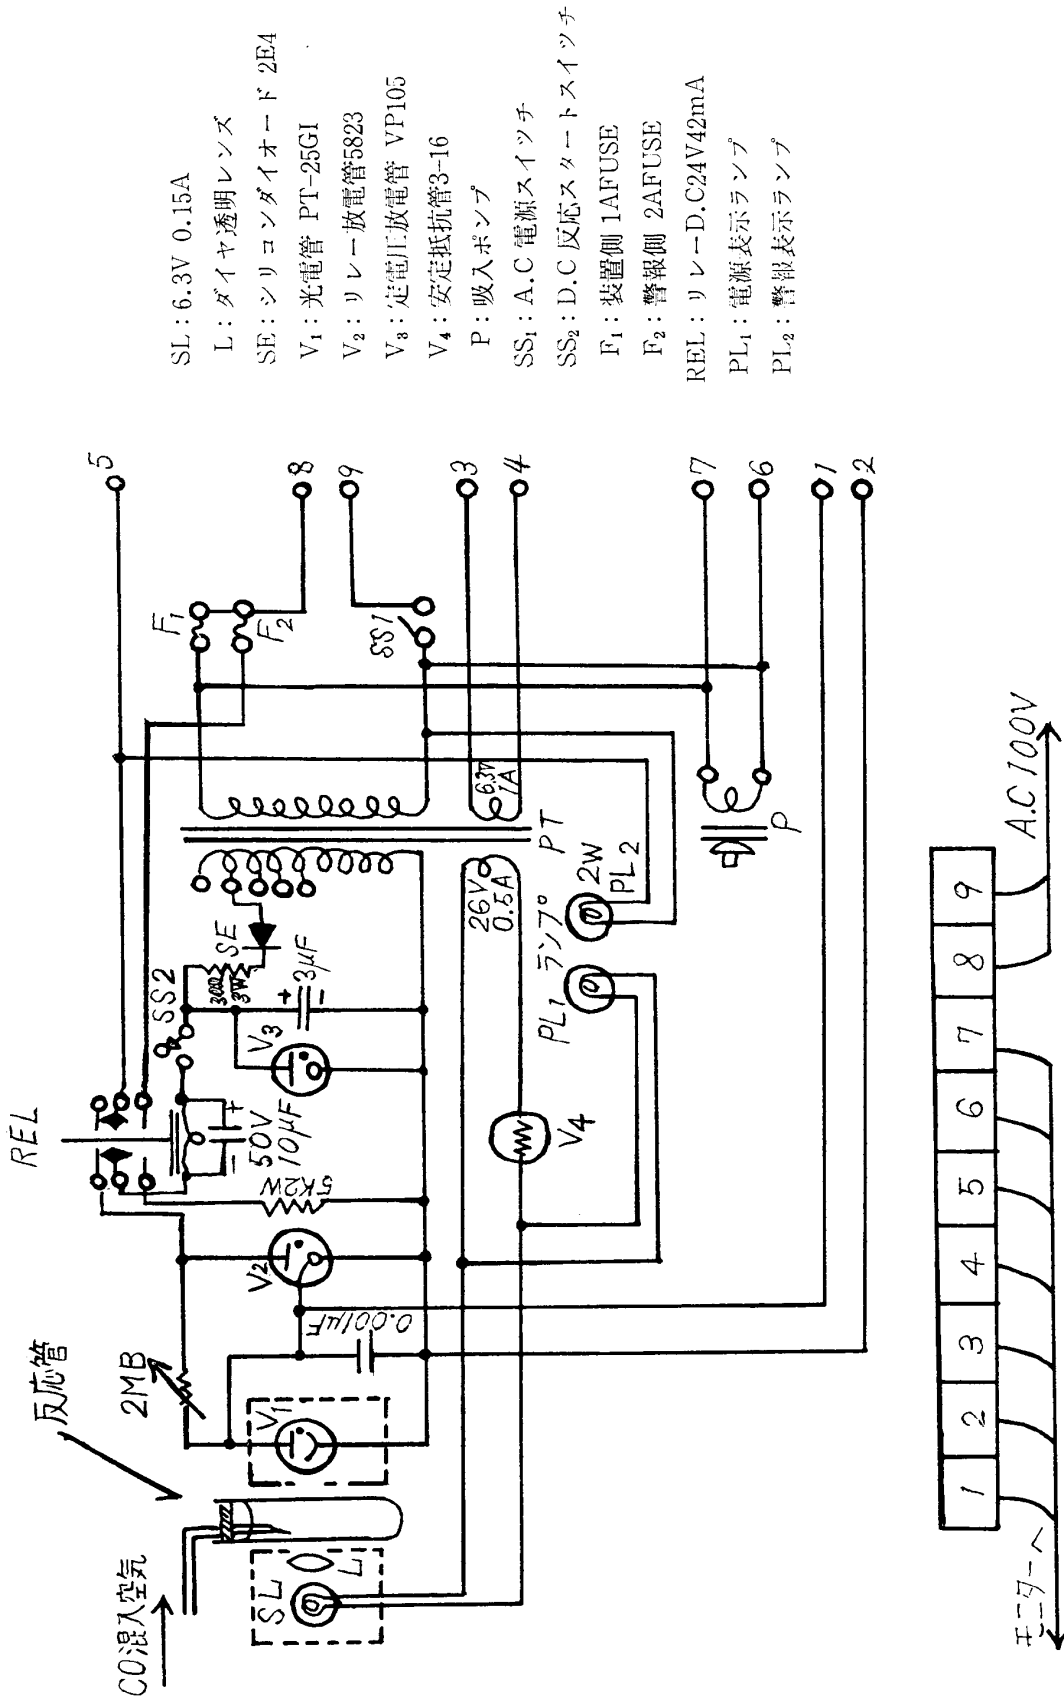 SL：6.3V 0.15A
L：ダイヤ透明レンズ
SE：シリコンダイオード 2E4
V₁：光電管 PT-25GI
V₂：リレー放電管5823
V₃：定電圧放電管 VP105
V₄：安定抵抗管3-16
P：吸入ポンプ
SS₁：A.C 電源スイッチ
SS₂：D.C 反応スタートスイッチ
F₁：装置側 1AFUSE
F₂：警報側 2AFUSE
REL：リレーD.C24V42mA
PL₁：電源表示ランプ
PL₂：警報表示ランプ
CO混入空気
反応管
SL
L
V1
2MB
0.001μF
V2
5K2W
REL
50V
10μF
SS2
V3
300Ω
3W
SE
3μF
V4
26V
0.5A
6.3V
1A
PT
PL1
ランプ
2W
PL2
P
F1
F2
SS1
5
8
9
3
4
7
6
1
2
1 2 3 4 5 6 7 8 9
モニターへ
A.C 100V